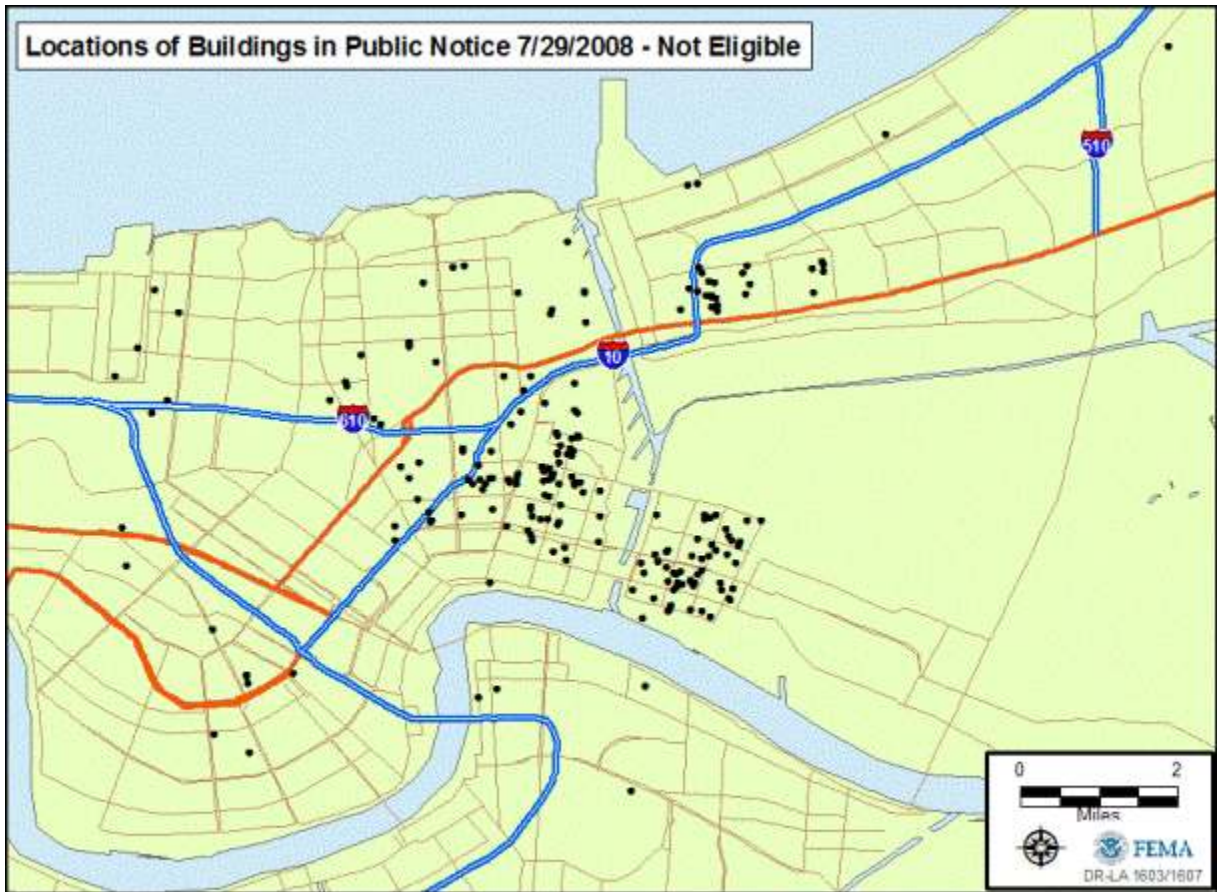 Locations of Buildings in Public Notice 7/29/2008 - Not Eligible
510
10
610
0 2
Miles
FEMA
DR-LA 1603/1607